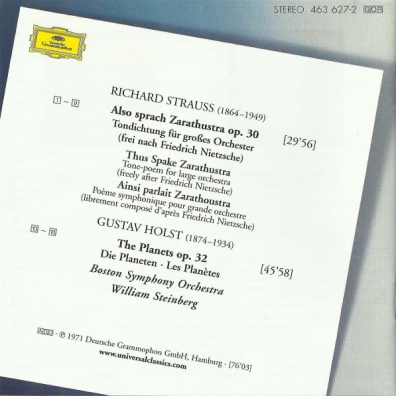 STEREO 463 627-2
Deutsche
Grammophon
RICHARD STRAUSS (1864–1949)
1 – 9
Also sprach Zarathustra op. 30
[29'56]
Tondichtung für großes Orchester
(frei nach Friedrich Nietzsche)
Thus Spake Zarathustra
Tone-poem for large orchestra
(freely after Friedrich Nietzsche)
Ainsi parlait Zarathoustra
Poème symphonique pour grande orchestre
(librement composé d'après Friedrich Nietzsche)
GUSTAV HOLST (1874–1934)
The Planets op. 32
[45'58]
Die Planeten · Les Planètes
Boston Symphony Orchestra
William Steinberg
℗ 1971 Deutsche Grammophon GmbH, Hamburg · [76'03]
www.universalclassics.com